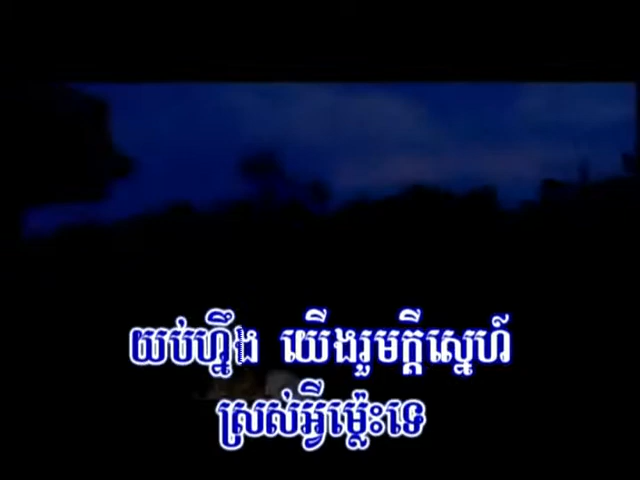 យប់ហ្នឹង យើងរួមក្ដីស្នេហ៍
ស្រស់អ្វីម្ល៉េះទេ